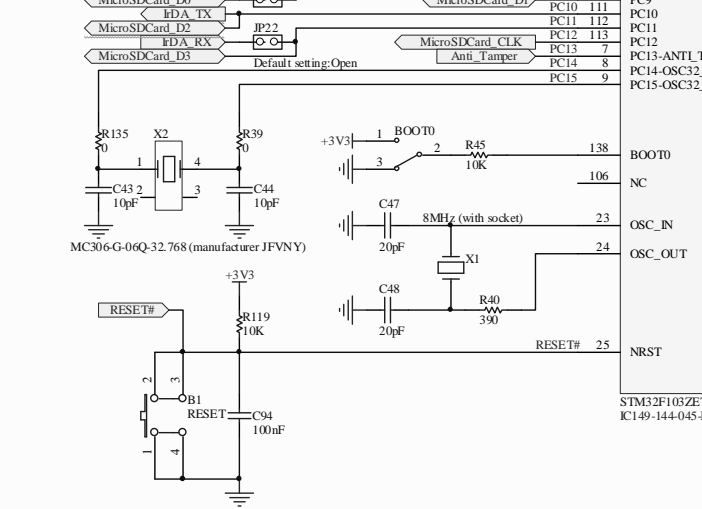 MicroSDCard_D0
MicroSDCard_D1
PC9
IrDA_TX
PC10 111 PC10
MicroSDCard_D2
JP22
PC11 112 PC11
IrDA_RX
MicroSDCard_CLK
PC12 113 PC12
MicroSDCard_D3
Default setting:Open
Anti_Tamper
PC13 7 PC13-ANTI_T
PC14 8 PC14-OSC32_
PC15 9 PC15-OSC32_
R135
0
X2
R39
0
1 4
C43
10pF
2 3
C44
10pF
MC306-G-06Q-32.768 (manufacturer JFVNY)
+3V3
1 BOOT0
2
3
R45
10K
138 BOOT0
106 NC
C47
20pF
8MHz (with socket)
23 OSC_IN
24 OSC_OUT
X1
C48
20pF
R40
390
+3V3
R119
10K
RESET#
RESET# 25 NRST
2 3
B1
RESET
C94
100nF
1 4
STM32F103ZE
IC149-144-045-